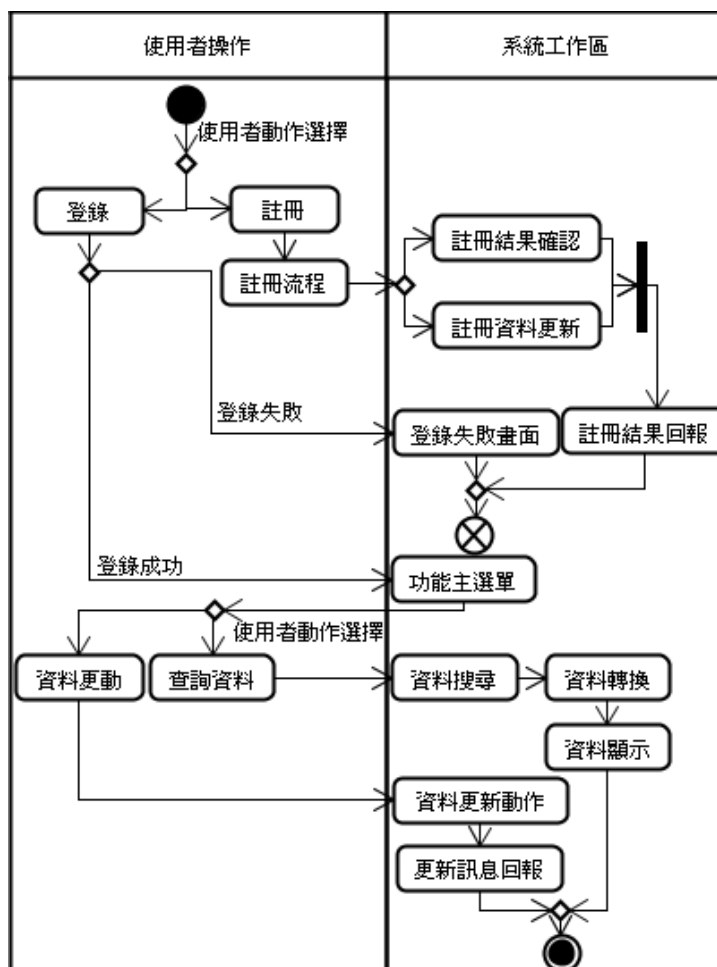 使用者操作
系統工作區
使用者動作選擇
登錄
註冊
註冊流程
註冊結果確認
註冊資料更新
登錄失敗
登錄失敗畫面
註冊結果回報
登錄成功
功能主選單
使用者動作選擇
資料更動
查詢資料
資料搜尋
資料轉換
資料顯示
資料更新動作
更新訊息回報